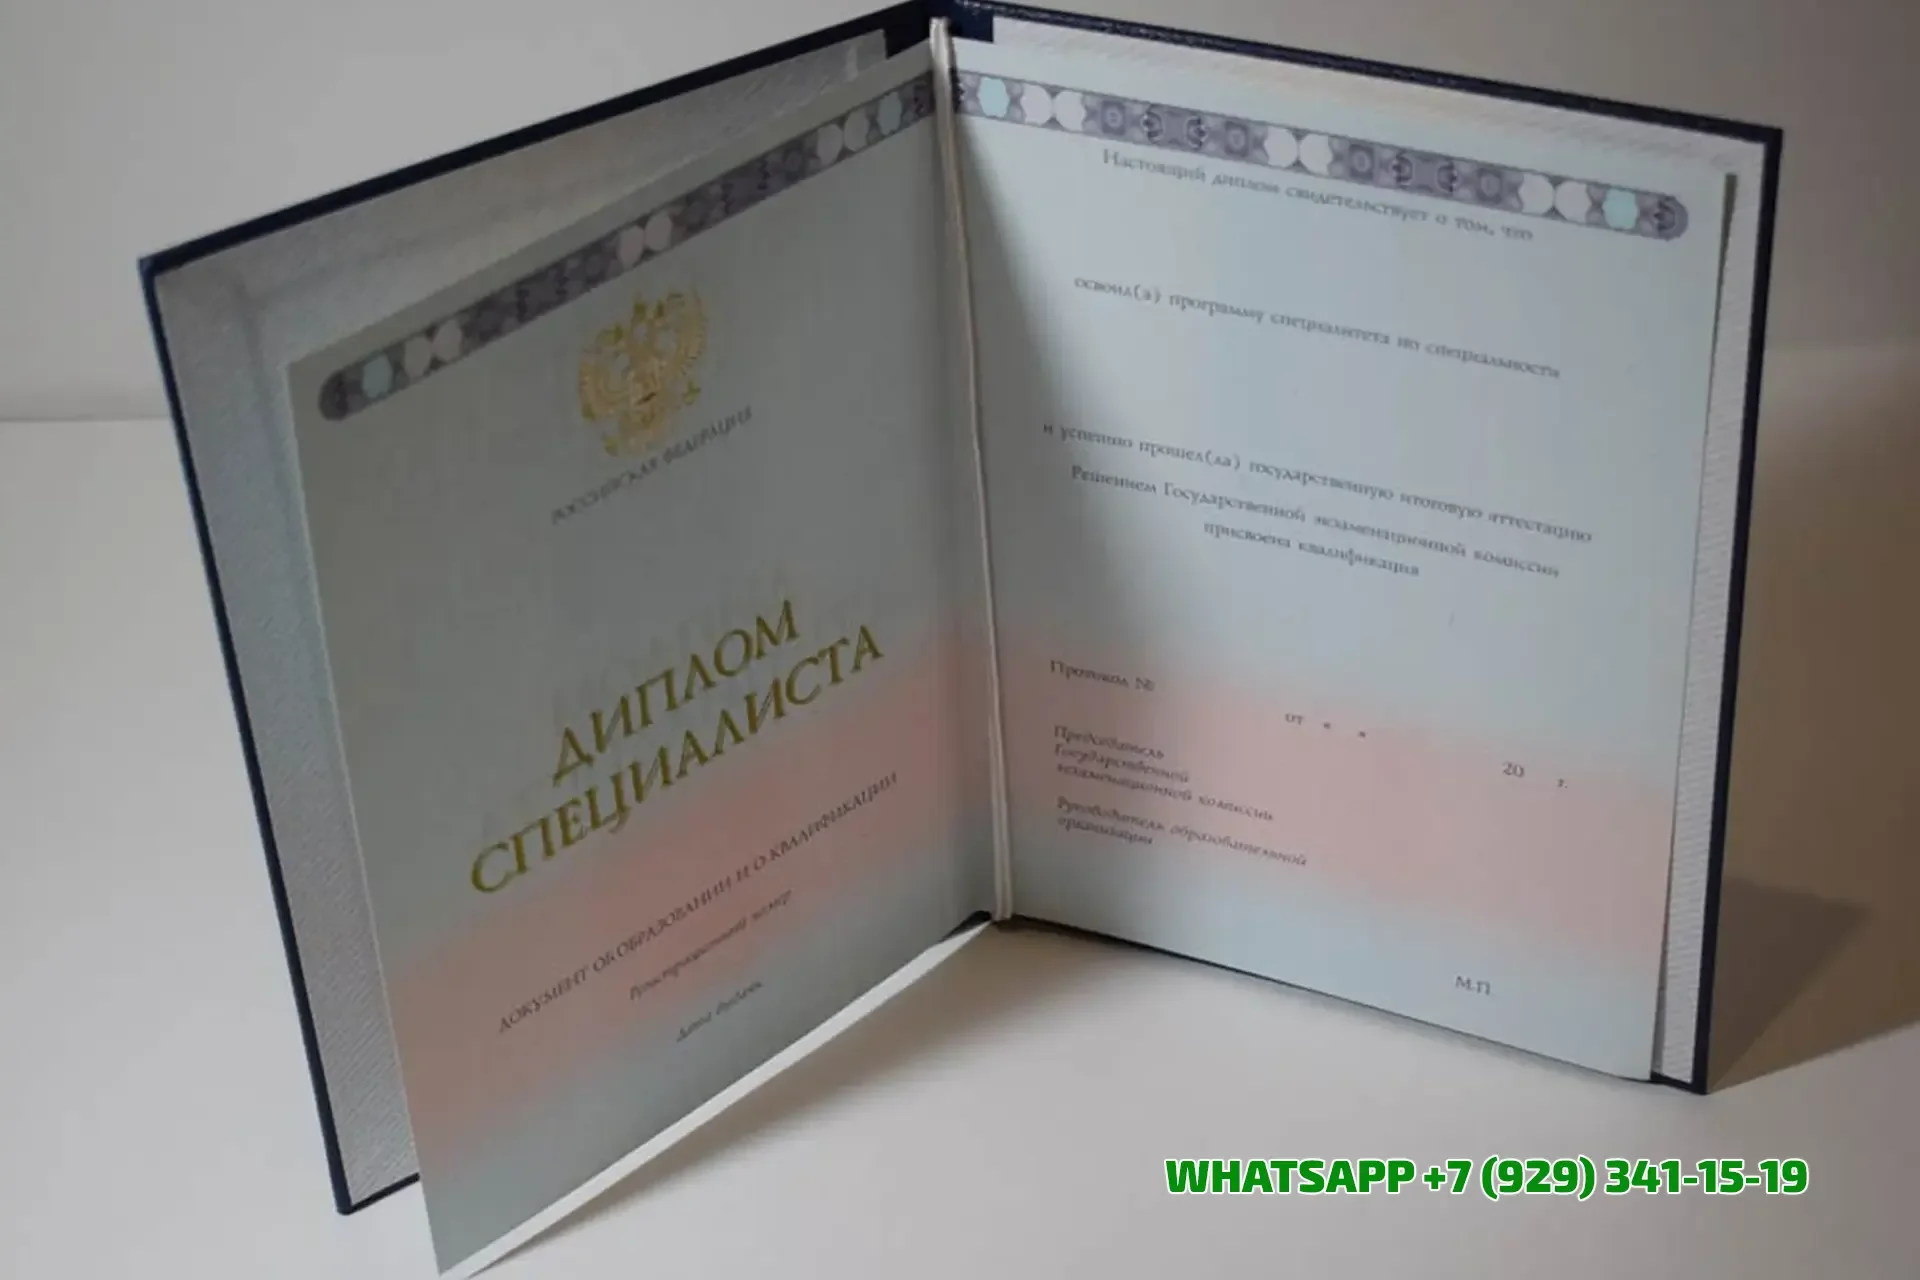 РОССИЙСКАЯ ФЕДЕРАЦИЯ
ДИПЛОМ
СПЕЦИАЛИСТА
ДОКУМЕНТ ОБ ОБРАЗОВАНИИ И О КВАЛИФИКАЦИИ
Регистрационный номер
Дата выдачи
Настоящий диплом свидетельствует о том, что
освоил(а) программу специалитета по специальности
и успешно прошел(ла) государственную итоговую аттестацию
Решением Государственной экзаменационной комиссии
присвоена квалификация
Протокол №
от « »
20 г.
Председатель
Государственной
экзаменационной комиссии
Руководитель образовательной
организации
М.П.
WHATSAPP +7 (929) 341-15-19